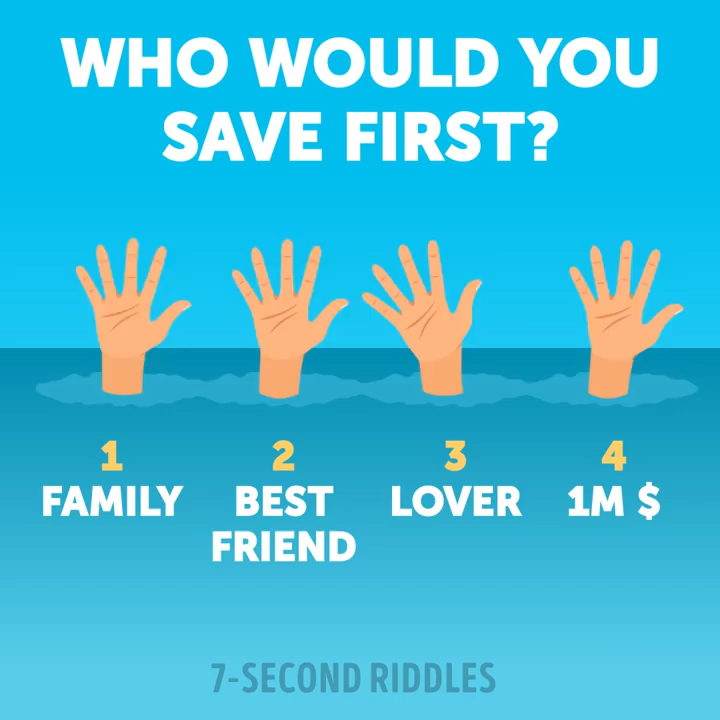 WHO WOULD YOU
SAVE FIRST?
1 2 3 4
FAMILY BEST LOVER 1M $
FRIEND
7-SECOND RIDDLES